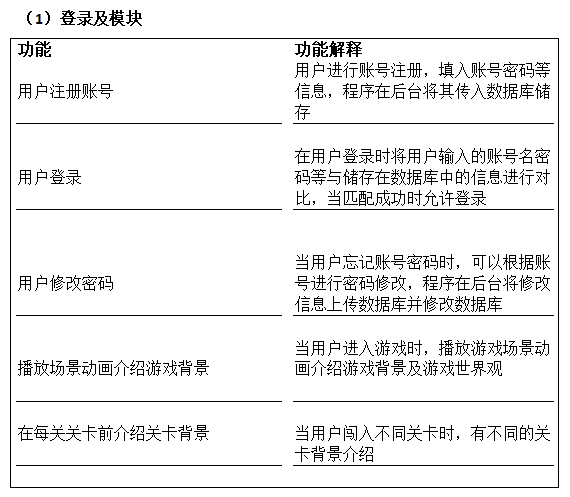 （1）登录及模块
功能
功能解释
用户注册账号
用户进行账号注册，填入账号密码等
信息，程序在后台将其传入数据库储
存
用户登录
在用户登录时将用户输入的账号名密
码等与储存在数据库中的信息进行对
比，当匹配成功时允许登录
用户修改密码
当用户忘记账号密码时，可以根据账
号进行密码修改，程序在后台将修改
信息上传数据库并修改数据库
播放场景动画介绍游戏背景
当用户进入游戏时，播放游戏场景动
画介绍游戏背景及游戏世界观
在每关关卡前介绍关卡背景
当用户闯入不同关卡时，有不同的关
卡背景介绍